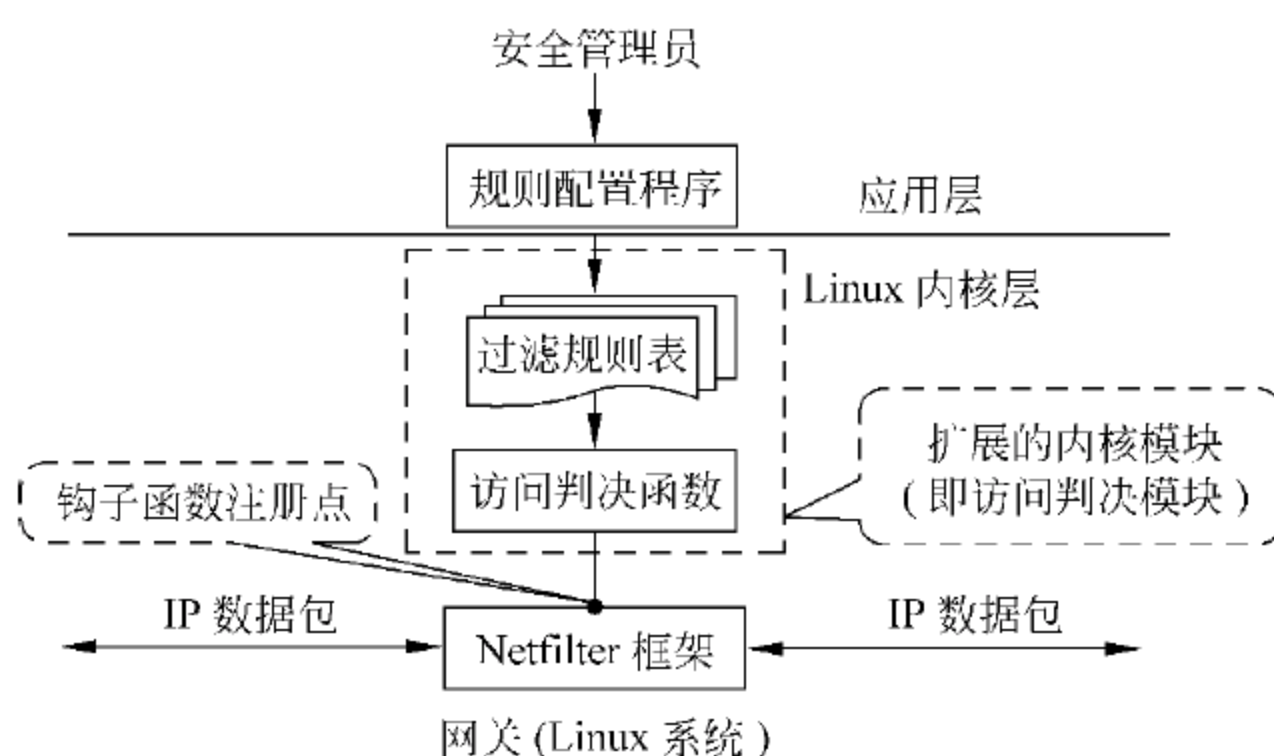 安全管理员
规则配置程序
应用层
Linux 内核层
过滤规则表
扩展的内核模块
(即访问判决模块)
访问判决函数
钩子函数注册点
IP 数据包
IP 数据包
Netfilter 框架
网关(Linux 系统)